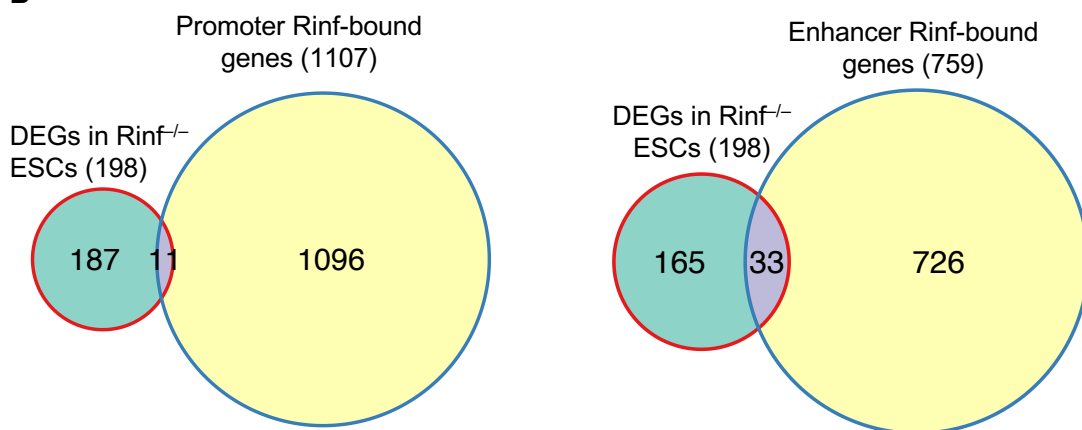 Promoter Rinf-bound
genes (1107)
DEGs in Rinf–/–
ESCs (198)
187
11
1096
Enhancer Rinf-bound
genes (759)
DEGs in Rinf–/–
ESCs (198)
165
33
726